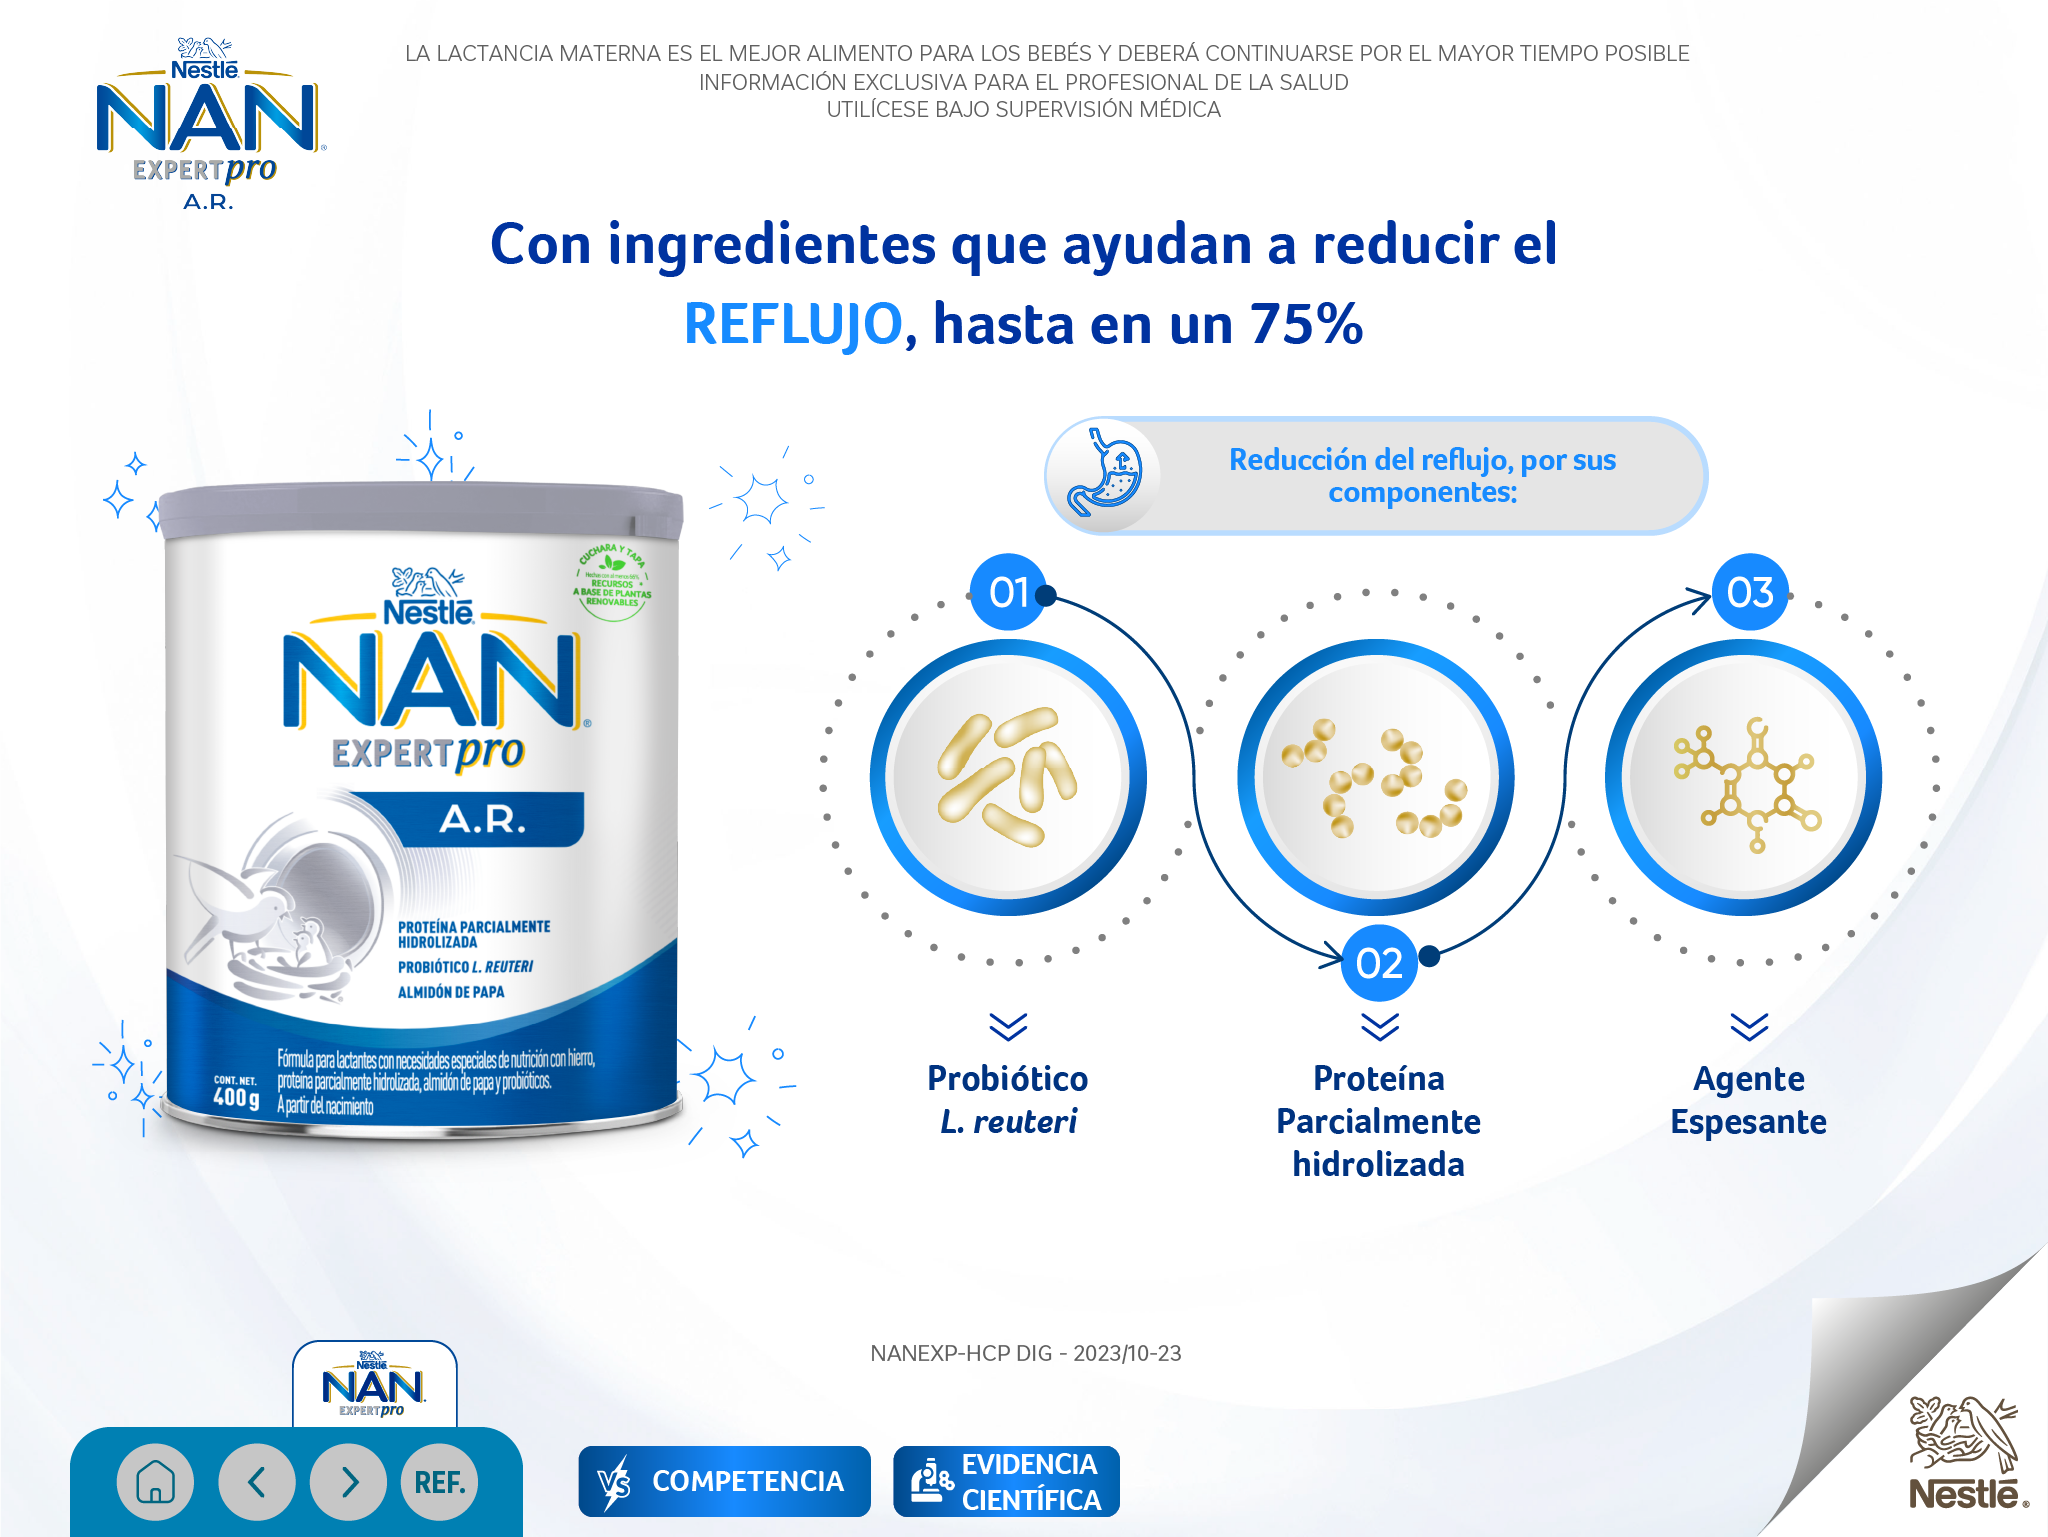 Nestlé
NAN
EXPERTpro
A.R.
LA LACTANCIA MATERNA ES EL MEJOR ALIMENTO PARA LOS BEBÉS Y DEBERÁ CONTINUARSE POR EL MAYOR TIEMPO POSIBLE
INFORMACIÓN EXCLUSIVA PARA EL PROFESIONAL DE LA SALUD
UTILÍCESE BAJO SUPERVISIÓN MÉDICA
Con ingredientes que ayudan a reducir el
REFLUJO, hasta en un 75%
CUCHARA Y TAPA
Hechas con al menos 66%
RECURSOS
A BASE DE PLANTAS
RENOVABLES
Nestlé
NAN®
EXPERTpro
A.R.
PROTEÍNA PARCIALMENTE
HIDROLIZADA
PROBIÓTICO L. REUTERI
ALMIDÓN DE PAPA
Fórmula para lactantes con necesidades especiales de nutrición con hierro,
proteína parcialmente hidrolizada, almidón de papa y probióticos.
A partir del nacimiento
CONT. NET.
400 g
Reducción del reflujo, por sus
componentes:
01
Probiótico
L. reuteri
02
Proteína
Parcialmente
hidrolizada
03
Agente
Espesante
NANEXP-HCP DIG - 2023/10-23
Nestlé
NAN
EXPERTpro
REF.
VS
COMPETENCIA
EVIDENCIA
CIENTÍFICA
Nestlé®